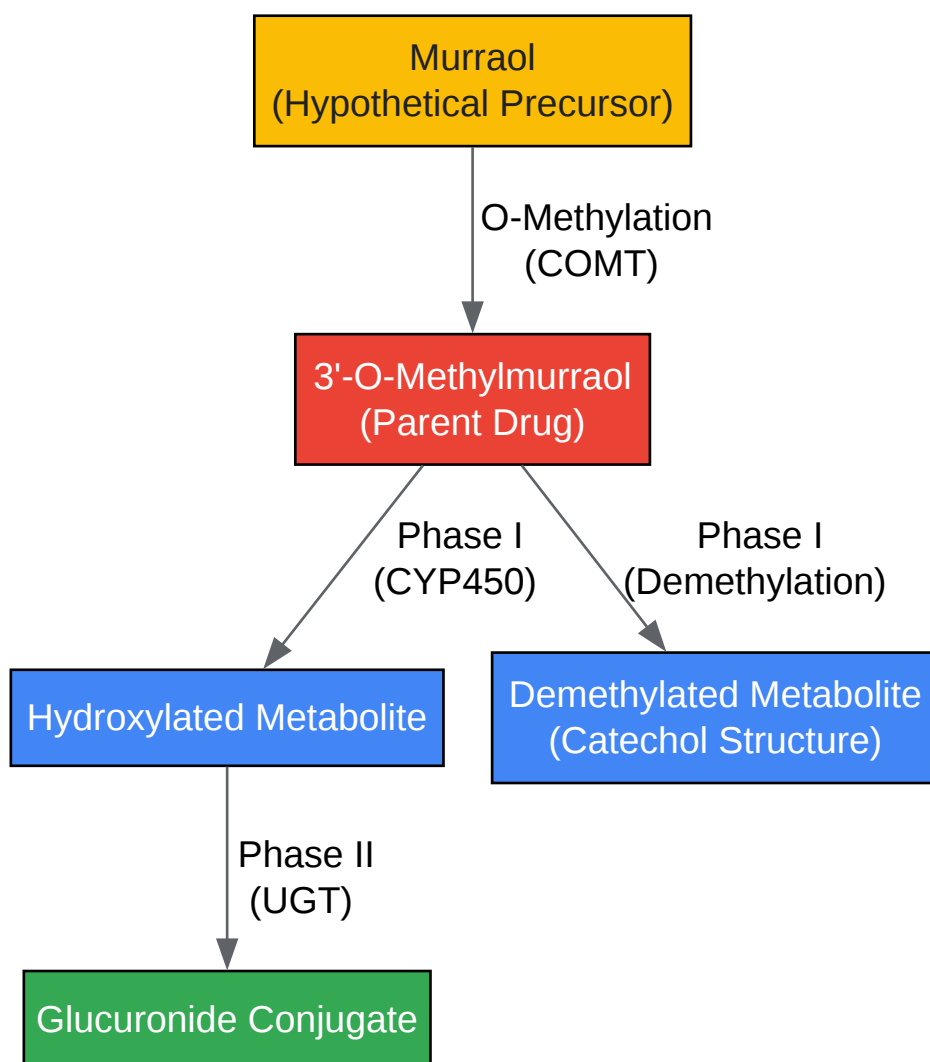 Murraol
(Hypothetical Precursor)
O-Methylation
(COMT)
3'-O-Methylmurraol
(Parent Drug)
Phase I
(CYP450)
Phase I
(Demethylation)
Hydroxylated Metabolite
Demethylated Metabolite
(Catechol Structure)
Phase II
(UGT)
Glucuronide Conjugate